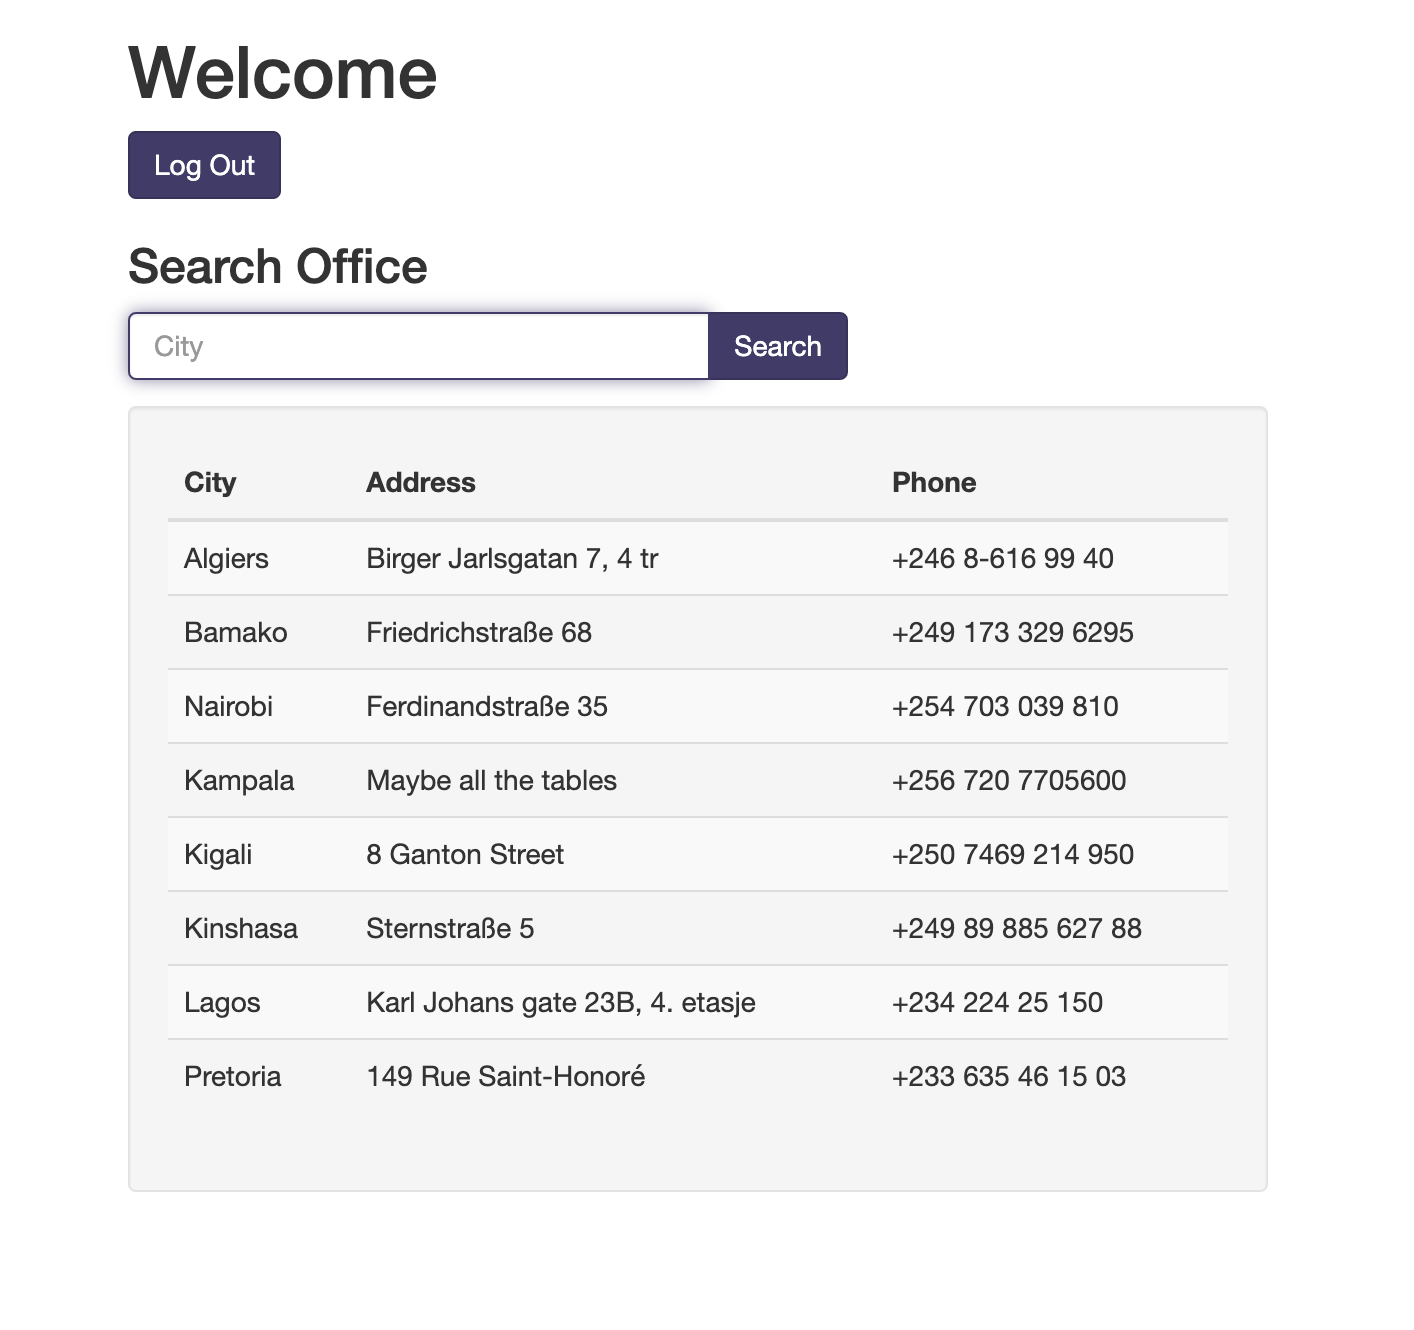 Welcome
Log Out
Search Office
City Search
City Address Phone
Algiers Birger Jarlsgatan 7, 4 tr +246 8-616 99 40
Bamako Friedrichstraße 68 +249 173 329 6295
Nairobi Ferdinandstraße 35 +254 703 039 810
Kampala Maybe all the tables +256 720 7705600
Kigali 8 Ganton Street +250 7469 214 950
Kinshasa Sternstraße 5 +249 89 885 627 88
Lagos Karl Johans gate 23B, 4. etasje +234 224 25 150
Pretoria 149 Rue Saint-Honoré +233 635 46 15 03